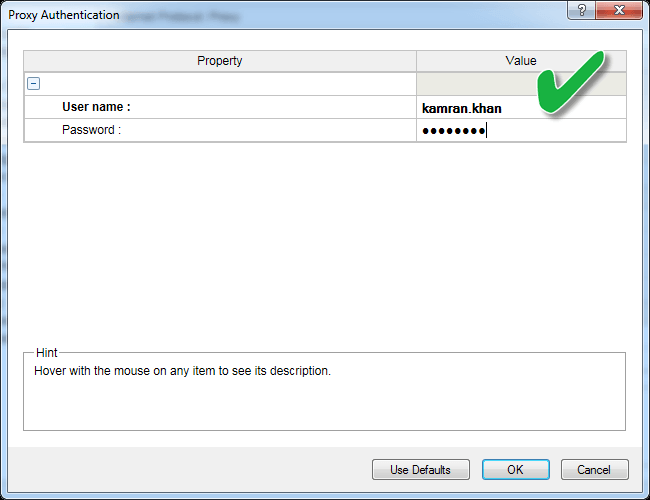 Proxy Authentication
Property Value
User name : kamran.khan
Password : ●●●●●●●●
Hint
Hover with the mouse on any item to see its description.
Use Defaults OK Cancel